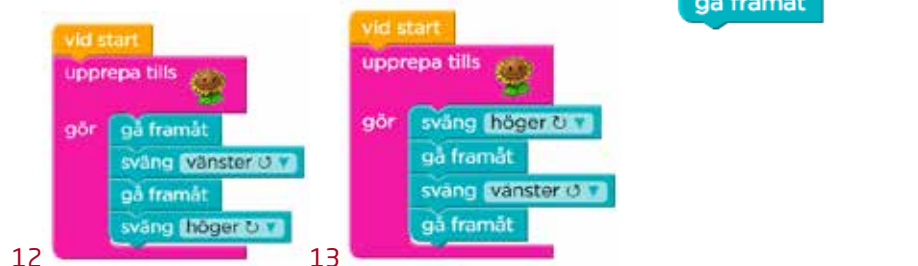 gå framåt
vid start
upprepa tills
gör gå framåt
sväng vänster ↺ ▼
gå framåt
sväng höger ↻ ▼
12
vid start
upprepa tills
gör sväng höger ↻ ▼
gå framåt
sväng vänster ↺ ▼
gå framåt
13